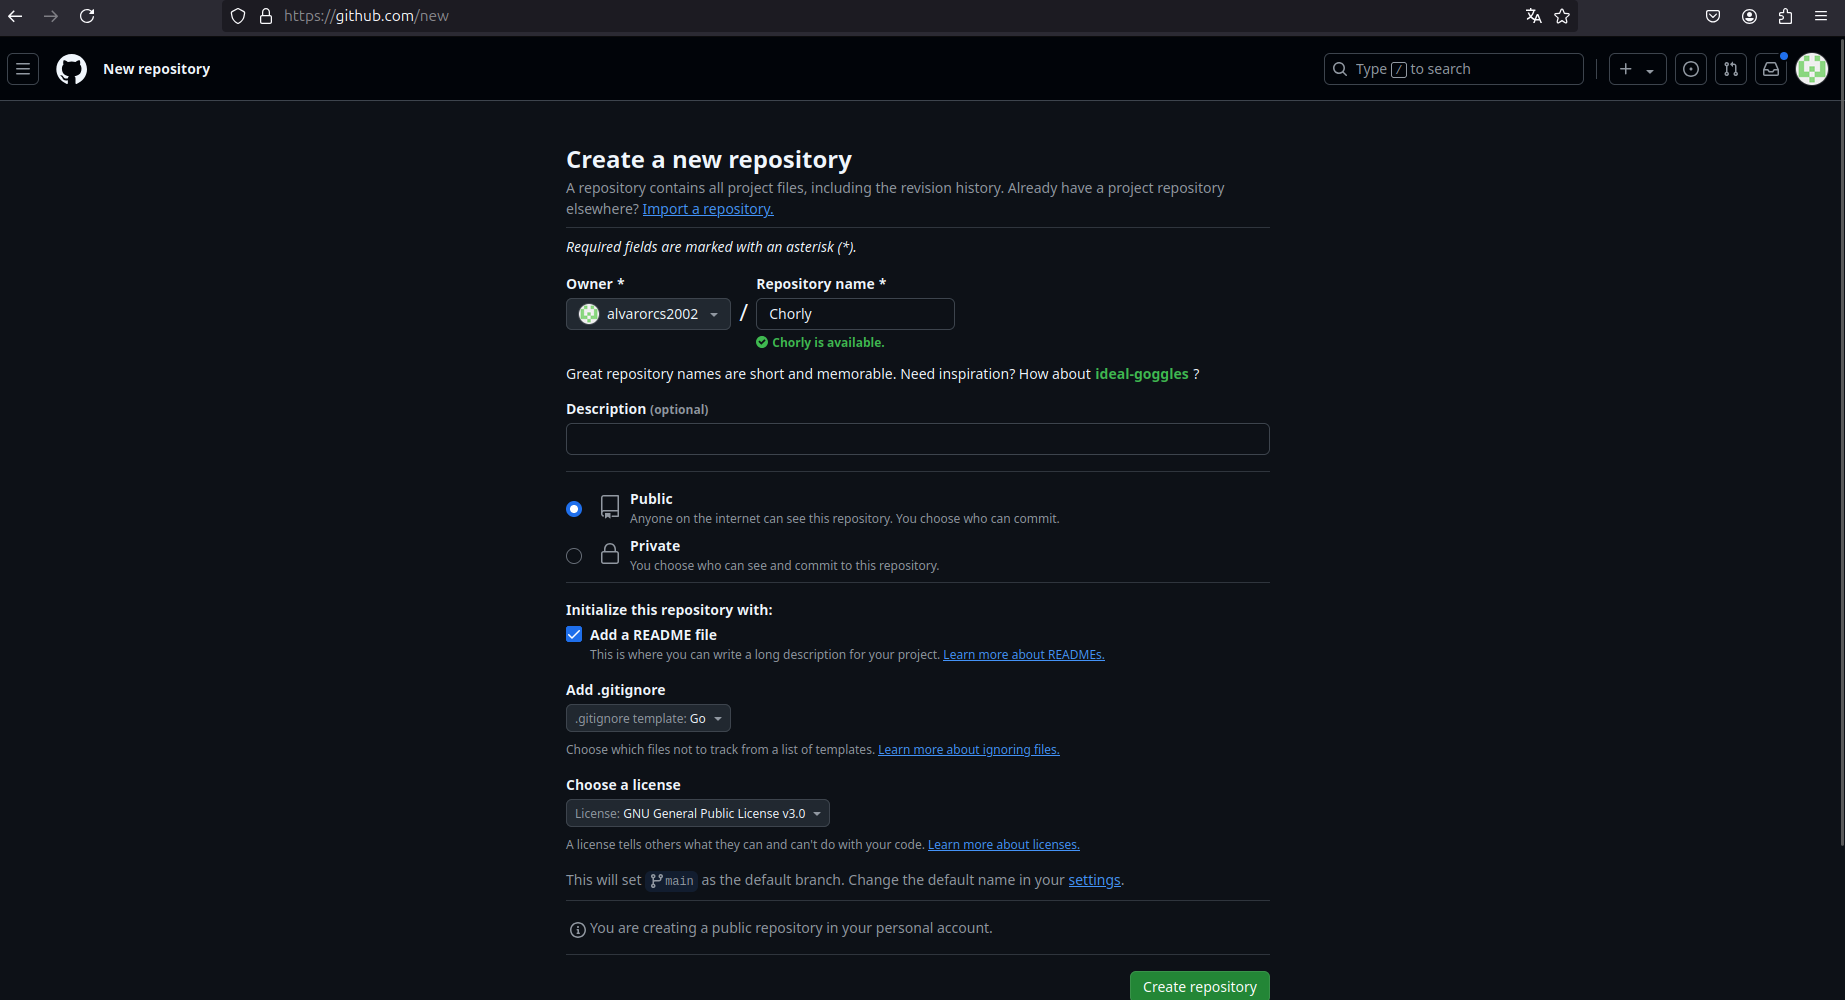 https://github.com/new
New repository
Type / to search
Create a new repository
A repository contains all project files, including the revision history. Already have a project repository
elsewhere? Import a repository.
Required fields are marked with an asterisk (*).
Owner *
Repository name *
alvarorcs2002
/
Chorly
Chorly is available.
Great repository names are short and memorable. Need inspiration? How about ideal-goggles ?
Description (optional)
Public
Anyone on the internet can see this repository. You choose who can commit.
Private
You choose who can see and commit to this repository.
Initialize this repository with:
Add a README file
This is where you can write a long description for your project. Learn more about READMEs.
Add .gitignore
.gitignore template: Go
Choose which files not to track from a list of templates. Learn more about ignoring files.
Choose a license
License: GNU General Public License v3.0
A license tells others what they can and can't do with your code. Learn more about licenses.
This will set main as the default branch. Change the default name in your settings.
You are creating a public repository in your personal account.
Create repository